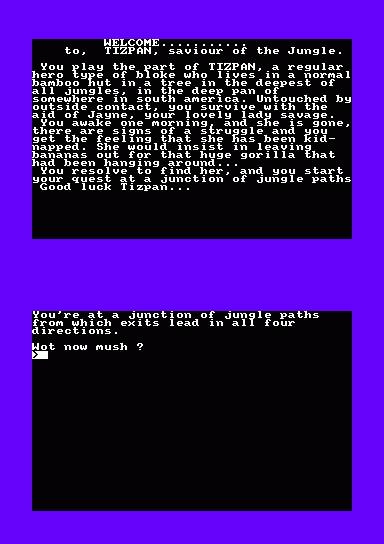 WELCOME...........
to,  TIZPAN, saviour of the Jungle.
You play the part of TIZPAN, a regular
hero type of bloke who lives in a normal
bamboo hut in a tree in the deepest of
all jungles, in the deep pan of
somewhere in south america. Untouched by
outside contact, sou survive with the
aid of Jayne, your lovely lady savage.
You awake one morning, and she is gone,
there are signs of a struggle and you
get the feeling that she has been kid-
napped. She would insist in leaving
bananas out for that huge gorilla that
had been hanging around...
You resolve to find her, and you start
your quest at a junction of jungle paths
Good luck Tizpan...
You're at a junction of jungle paths
from which exits lead in all four
directions.
Wot now mush ?
>